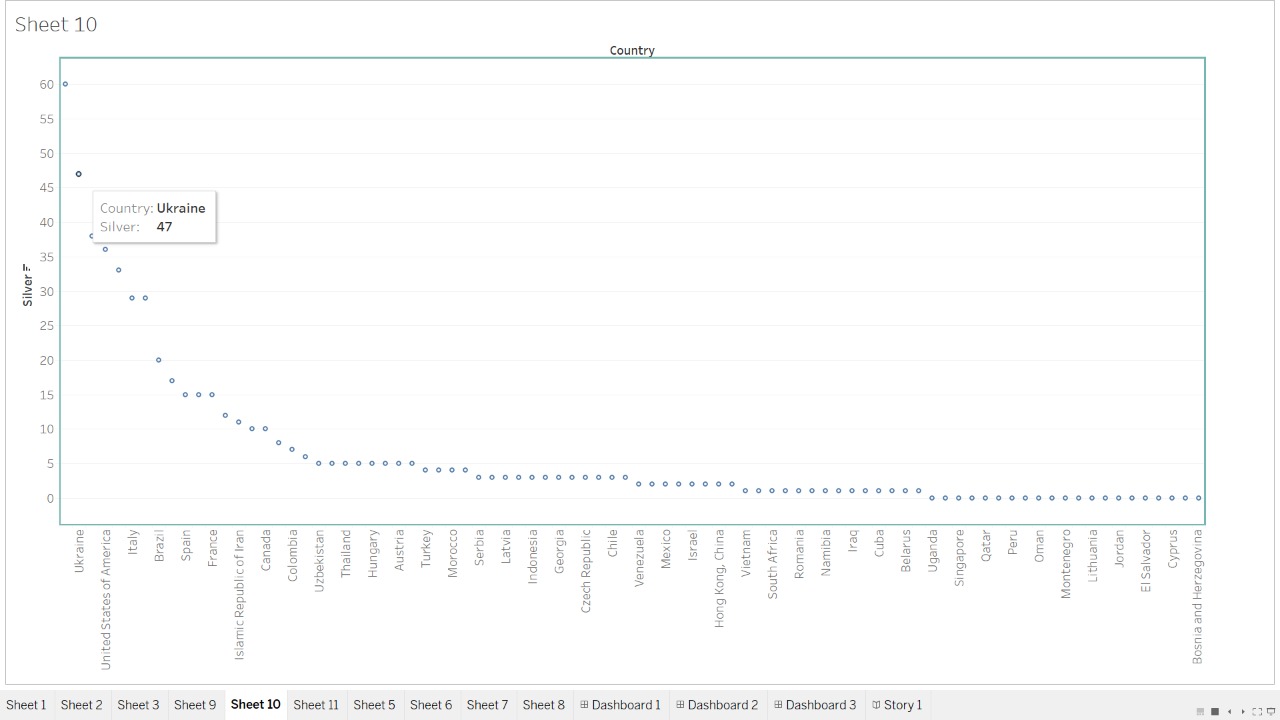 Sheet 10
Country
60
55
50
45
40
35
30
25
20
15
10
5
0
Silver
Country: Ukraine
Silver: 47
Ukraine
United States of America
Italy
Brazil
Spain
France
Islamic Republic of Iran
Canada
Colombia
Uzbekistan
Thailand
Hungary
Austria
Turkey
Morocco
Serbia
Latvia
Indonesia
Georgia
Czech Republic
Chile
Venezuela
Mexico
Israel
Hong Kong, China
Vietnam
South Africa
Romania
Namibia
Iraq
Cuba
Belarus
Uganda
Singapore
Qatar
Peru
Oman
Montenegro
Lithuania
Jordan
El Salvador
Cyprus
Bosnia and Herzegovina
Sheet 1 Sheet 2 Sheet 3 Sheet 9 Sheet 10 Sheet 11 Sheet 5 Sheet 6 Sheet 7 Sheet 8 Dashboard 1 Dashboard 2 Dashboard 3 Story 1